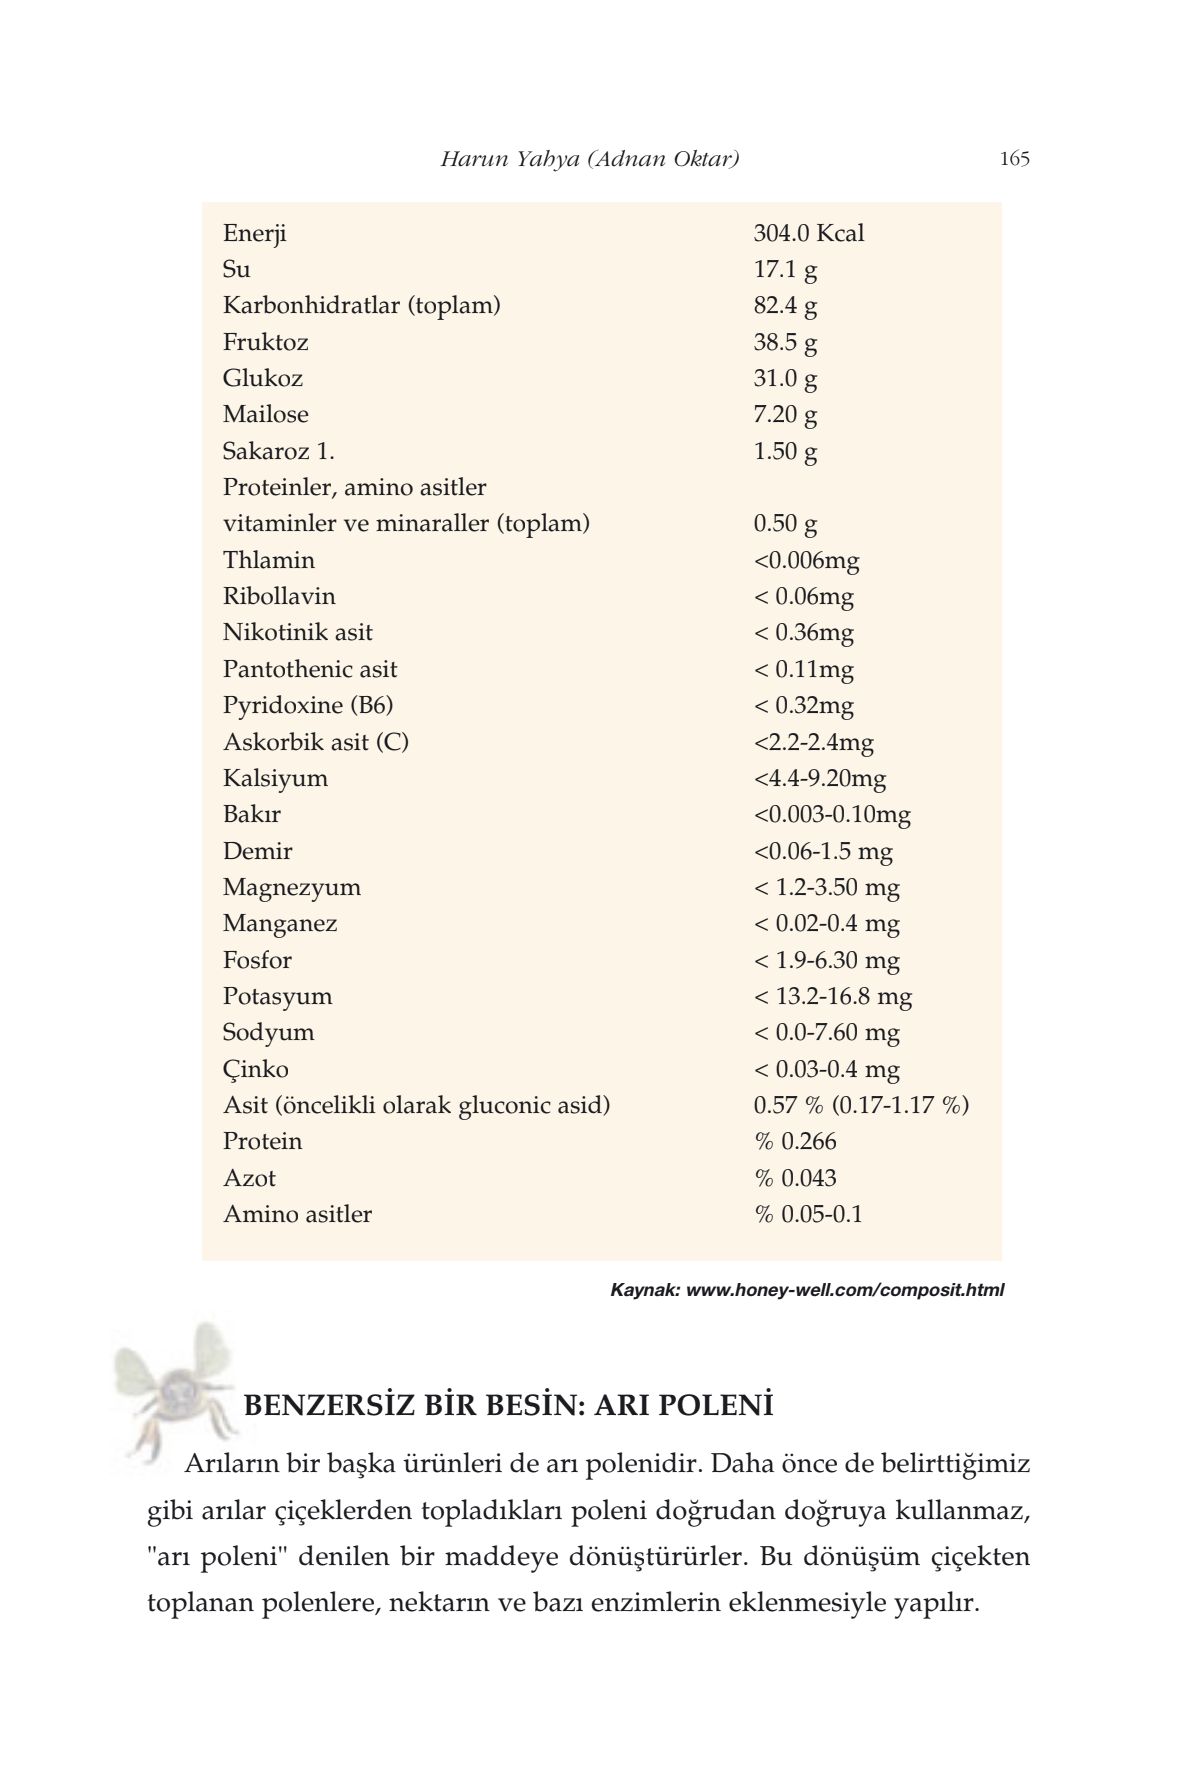 Harun Yahya (Adnan Oktar) 165
Enerji 304.0 Kcal
Su 17.1 g
Karbonhidratlar (toplam) 82.4 g
Fruktoz 38.5 g
Glukoz 31.0 g
Mailose 7.20 g
Sakaroz 1. 1.50 g
Proteinler, amino asitler
vitaminler ve minaraller (toplam) 0.50 g
Thlamin <0.006mg
Ribollavin < 0.06mg
Nikotinik asit < 0.36mg
Pantothenic asit < 0.11mg
Pyridoxine (B6) < 0.32mg
Askorbik asit (C) <2.2-2.4mg
Kalsiyum <4.4-9.20mg
Bakır <0.003-0.10mg
Demir <0.06-1.5 mg
Magnezyum < 1.2-3.50 mg
Manganez < 0.02-0.4 mg
Fosfor < 1.9-6.30 mg
Potasyum < 13.2-16.8 mg
Sodyum < 0.0-7.60 mg
Çinko < 0.03-0.4 mg
Asit (öncelikli olarak gluconic asid) 0.57 % (0.17-1.17 %)
Protein % 0.266
Azot % 0.043
Amino asitler % 0.05-0.1
Kaynak: www.honey-well.com/composit.html
BENZERSİZ BİR BESİN: ARI POLENİ
Arıların bir başka ürünleri de arı polenidir. Daha önce de belirttiğimiz
gibi arılar çiçeklerden topladıkları poleni doğrudan doğruya kullanmaz,
"arı poleni" denilen bir maddeye dönüştürürler. Bu dönüşüm çiçekten
toplanan polenlere, nektarın ve bazı enzimlerin eklenmesiyle yapılır.